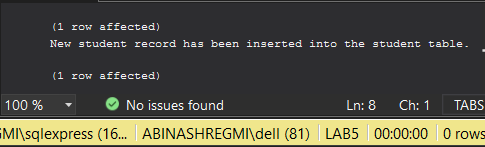 (1 row affected)
New student record has been inserted into the student table.
(1 row affected)
100 % No issues found Ln: 8 Ch: 1 TABS
GMI\sqlexpress (16... ABINASHREGMI\dell (81) LAB5 00:00:00 0 rows